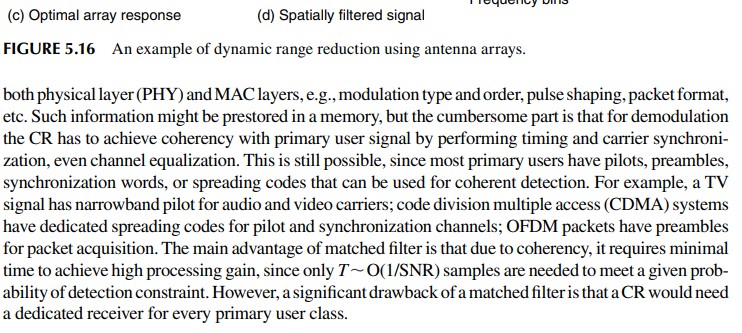 Frequency bins
(c) Optimal array response (d) Spatially filtered signal
FIGURE 5.16 An example of dynamic range reduction using antenna arrays.
both physical layer (PHY) and MAC layers, e.g., modulation type and order, pulse shaping, packet format,
etc. Such information might be prestored in a memory, but the cumbersome part is that for demodulation
the CR has to achieve coherency with primary user signal by performing timing and carrier synchroni-
zation, even channel equalization. This is still possible, since most primary users have pilots, preambles,
synchronization words, or spreading codes that can be used for coherent detection. For example, a TV
signal has narrowband pilot for audio and video carriers; code division multiple access (CDMA) systems
have dedicated spreading codes for pilot and synchronization channels; OFDM packets have preambles
for packet acquisition. The main advantage of matched filter is that due to coherency, it requires minimal
time to achieve high processing gain, since only T~O(1/SNR) samples are needed to meet a given prob-
ability of detection constraint. However, a significant drawback of a matched filter is that a CR would need
a dedicated receiver for every primary user class.